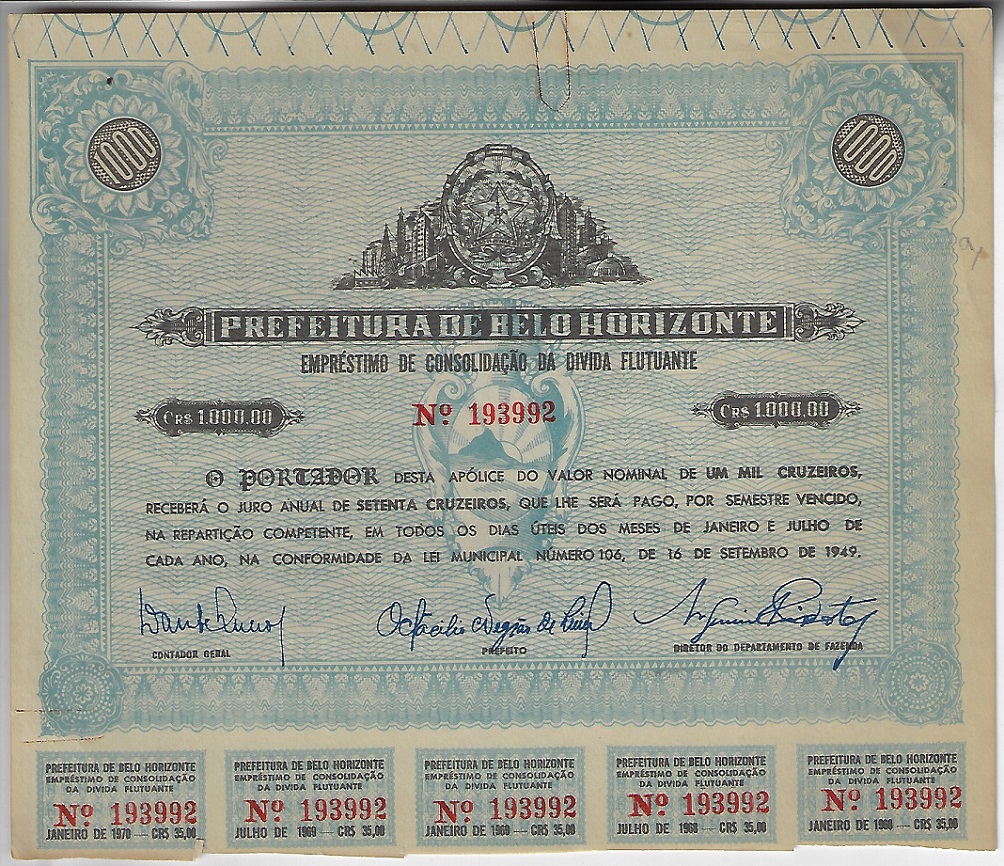 1000
1000
PREFEITURA DE BELO HORIZONTE
EMPRÉSTIMO DE CONSOLIDAÇÃO DA DIVIDA FLUTUANTE
CR$ 1.000,00
Nº 193992
CR$ 1.000,00
O PORTADOR DESTA APÓLICE DO VALOR NOMINAL DE UM MIL CRUZEIROS,
RECEBERÁ O JURO ANUAL DE SETENTA CRUZEIROS, QUE LHE SERÁ PAGO, POR SEMESTRE VENCIDO,
NA REPARTIÇÃO COMPETENTE, EM TODOS OS DIAS ÚTEIS DOS MESES DE JANEIRO E JULHO DE
CADA ANO, NA CONFORMIDADE DA LEI MUNICIPAL NÚMERO 106, DE 16 DE SETEMBRO DE 1949.
Octacilio Negrão de Lima
CONTADOR GERAL
PREFEITO
DIRETOR DO DEPARTAMENTO DE FAZENDA
PREFEITURA DE BELO HORIZONTE
EMPRÉSTIMO DE CONSOLIDAÇÃO
DA DIVIDA FLUTUANTE
Nº 193992
JANEIRO DE 1970 — CR$ 35,00
PREFEITURA DE BELO HORIZONTE
EMPRÉSTIMO DE CONSOLIDAÇÃO
DA DIVIDA FLUTUANTE
Nº 193992
JULHO DE 1969 — CR$ 35,00
PREFEITURA DE BELO HORIZONTE
EMPRÉSTIMO DE CONSOLIDAÇÃO
DA DIVIDA FLUTUANTE
Nº 193992
JANEIRO DE 1969 — CR$ 35,00
PREFEITURA DE BELO HORIZONTE
EMPRÉSTIMO DE CONSOLIDAÇÃO
DA DIVIDA FLUTUANTE
Nº 193992
JULHO DE 1968 — CR$ 35,00
PREFEITURA DE BELO HORIZONTE
EMPRÉSTIMO DE CONSOLIDAÇÃO
DA DIVIDA FLUTUANTE
Nº 193992
JANEIRO DE 1968 — CR$ 35,00